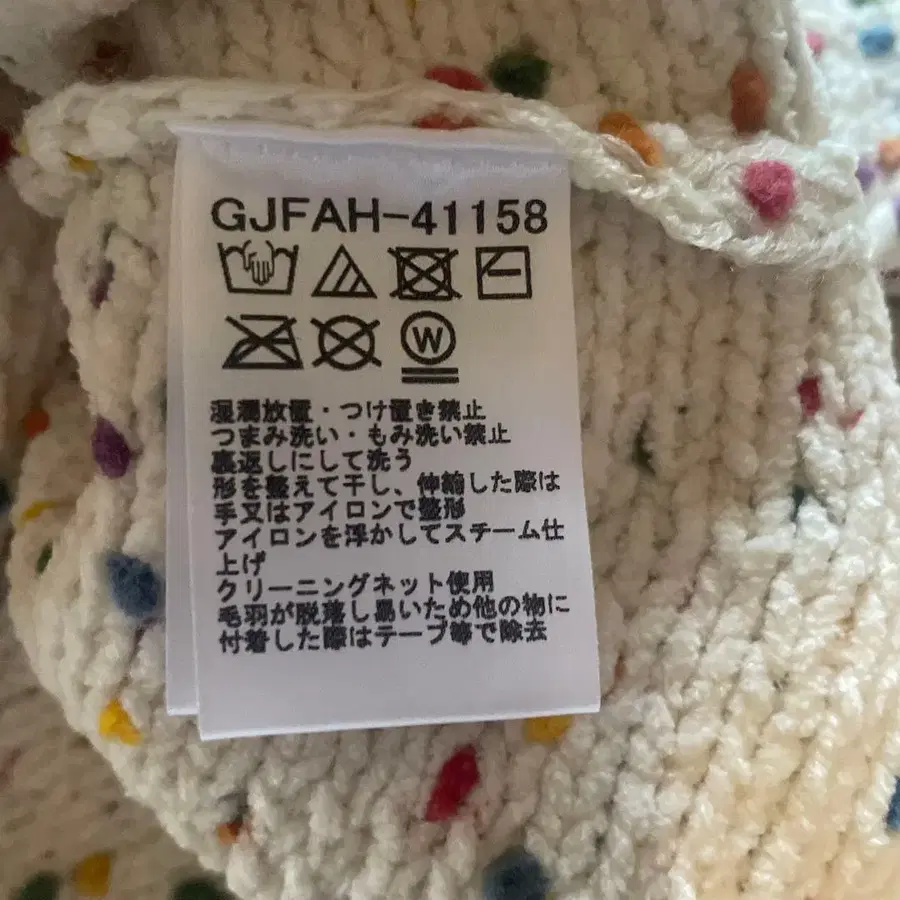 GJFAH-41158
W
湿潤放置・つけ置き禁止
つまみ洗い・もみ洗い禁止
裏返しにして洗う
形を整えて干し、伸縮した際は
手又はアイロンで整形
アイロンを浮かしてスチーム仕
上げ
クリーニングネット使用
毛羽が脱落し易いため他の物に
付着した際はテープ等で除去